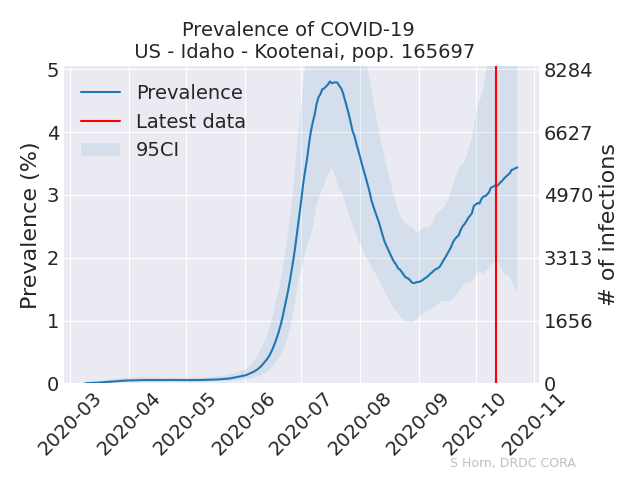 Prevalence of COVID-19
US - Idaho - Kootenai, pop. 165697
Prevalence (%)
5
4
3
2
1
0
Prevalence
Latest data
95CI
8284
6627
4970
3313
1656
0
# of infections
2020-03
2020-04
2020-05
2020-06
2020-07
2020-08
2020-09
2020-10
2020-11
S Horn, DRDC CORA